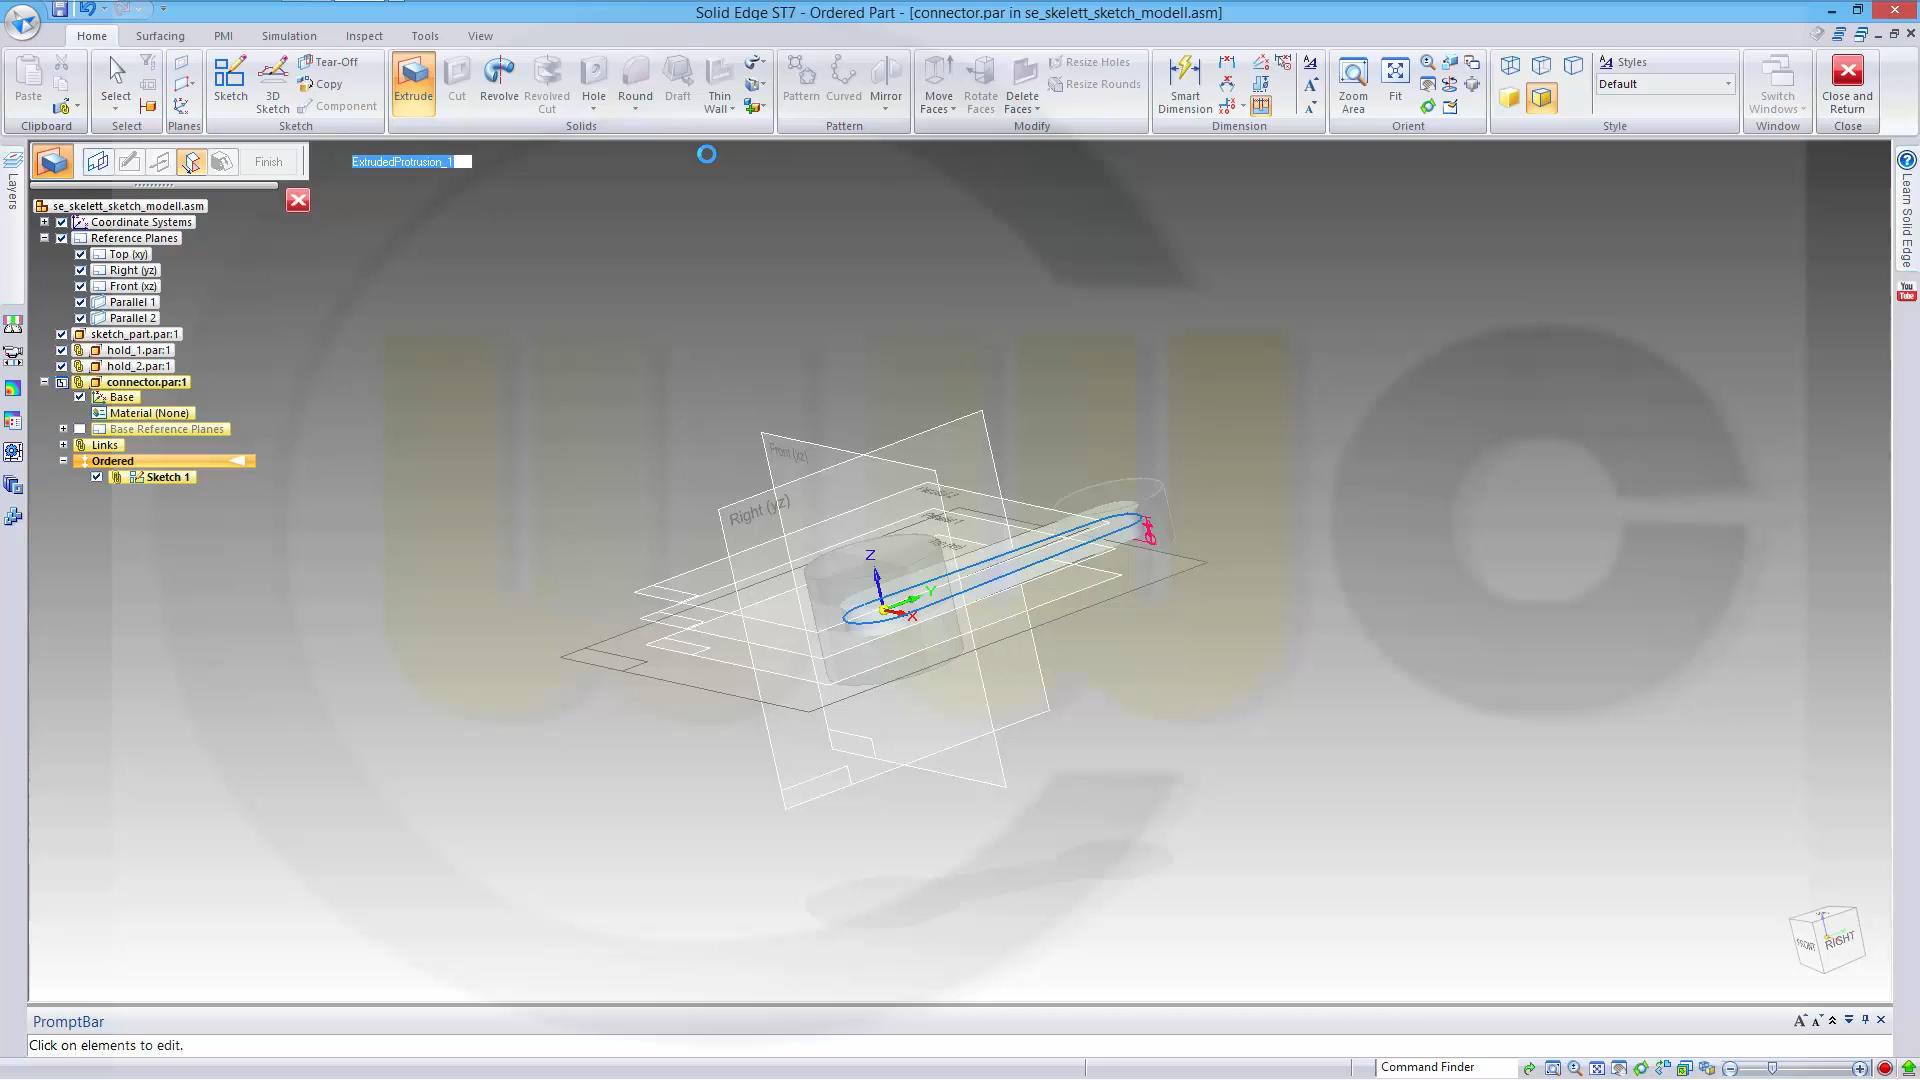 Solid Edge ST7 - Ordered Part - [connector.par in se_skelett_sketch_modell.asm]
Home
Surfacing
PMI
Simulation
Inspect
Tools
View
Paste
Clipboard
Select
Select
Planes
Sketch
3D Sketch
Tear-Off
Copy
Component
Sketch
Extrude
Cut
Revolve
Revolved Cut
Hole
Round
Draft
Thin Wall
Solids
Pattern
Curved
Mirror
Pattern
Move Faces
Rotate Faces
Delete Faces
Resize Holes
Resize Rounds
Modify
Smart Dimension
Dimension
Zoom Area
Fit
Orient
Styles
Default
Style
Switch Windows
Window
Close and Return
Close
Finish
ExtrudedProtrusion_1
Layers
Learn Solid Edge
You Tube
se_skelett_sketch_modell.asm
Coordinate Systems
Reference Planes
Top (xy)
Right (yz)
Front (xz)
Parallel 1
Parallel 2
sketch_part.par:1
hold_1.par:1
hold_2.par:1
connector.par:1
Base
Material (None)
Base Reference Planes
Links
Ordered
Sketch 1
Front (xz)
Right (yz)
Z
Y
X
FRONT
RIGHT
PromptBar
Click on elements to edit.
Command Finder